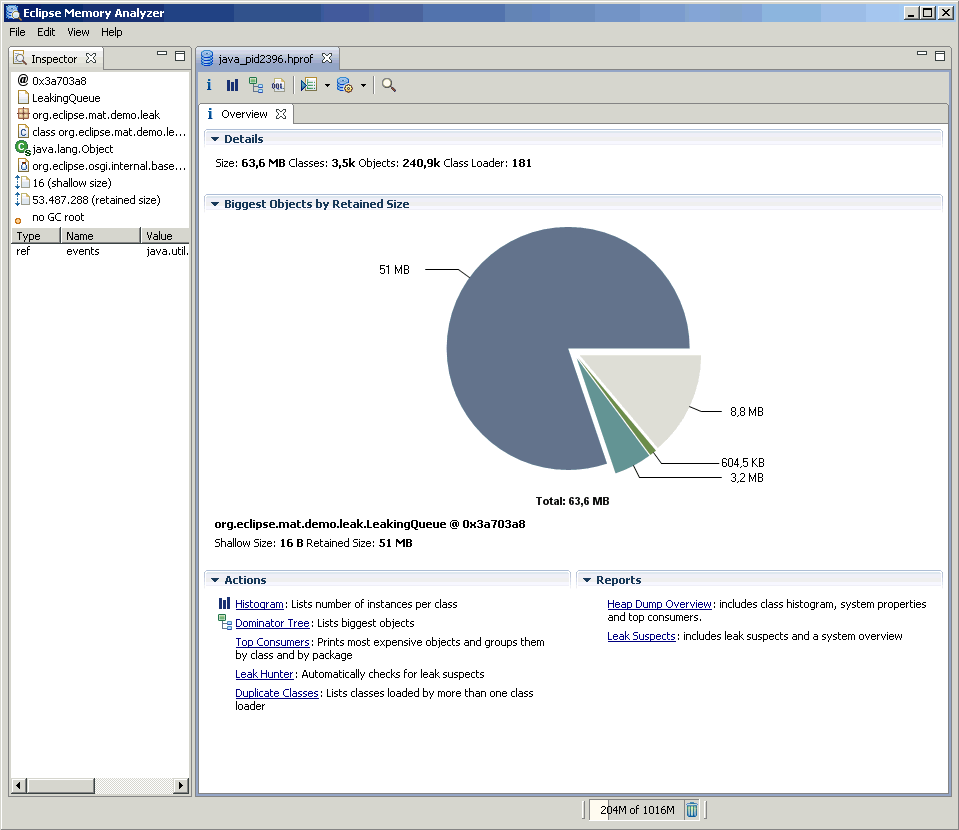 Eclipse Memory Analyzer
File Edit View Help
Inspector
@ 0x3a703a8
LeakingQueue
org.eclipse.mat.demo.leak
class org.eclipse.mat.demo.le...
java.lang.Object
org.eclipse.osgi.internal.base...
16 (shallow size)
53.487.288 (retained size)
no GC root
Type Name Value
ref events java.util.
java_pid2396.hprof
OQL
Overview
Details
Size: 63,6 MB Classes: 3,5k Objects: 240,9k Class Loader: 181
Biggest Objects by Retained Size
51 MB
8,8 MB
604,5 KB
3,2 MB
Total: 63,6 MB
org.eclipse.mat.demo.leak.LeakingQueue @ 0x3a703a8
Shallow Size: 16 B Retained Size: 51 MB
Actions
Histogram: Lists number of instances per class
Dominator Tree: Lists biggest objects
Top Consumers: Prints most expensive objects and groups them
by class and by package
Leak Hunter: Automatically checks for leak suspects
Duplicate Classes: Lists classes loaded by more than one class
loader
Reports
Heap Dump Overview: includes class histogram, system properties
and top consumers.
Leak Suspects: includes leak suspects and a system overview
204M of 1016M